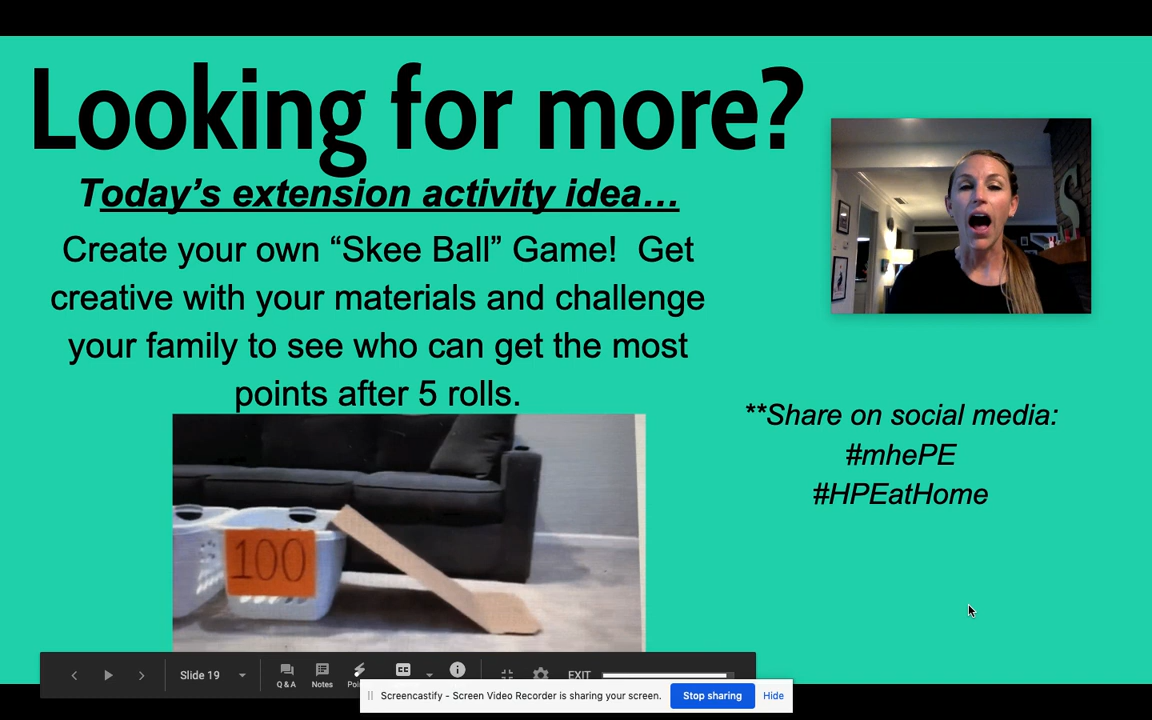 Looking for more?
Today’s extension activity idea...
Create your own “Skee Ball” Game!  Get
creative with your materials and challenge
your family to see who can get the most
points after 5 rolls.
**Share on social media:
#mhePE
#HPEatHome
100
Slide 19
Q & A
Notes
CC
EXIT
Screencastify - Screen Video Recorder is sharing your screen.
Stop sharing
Hide